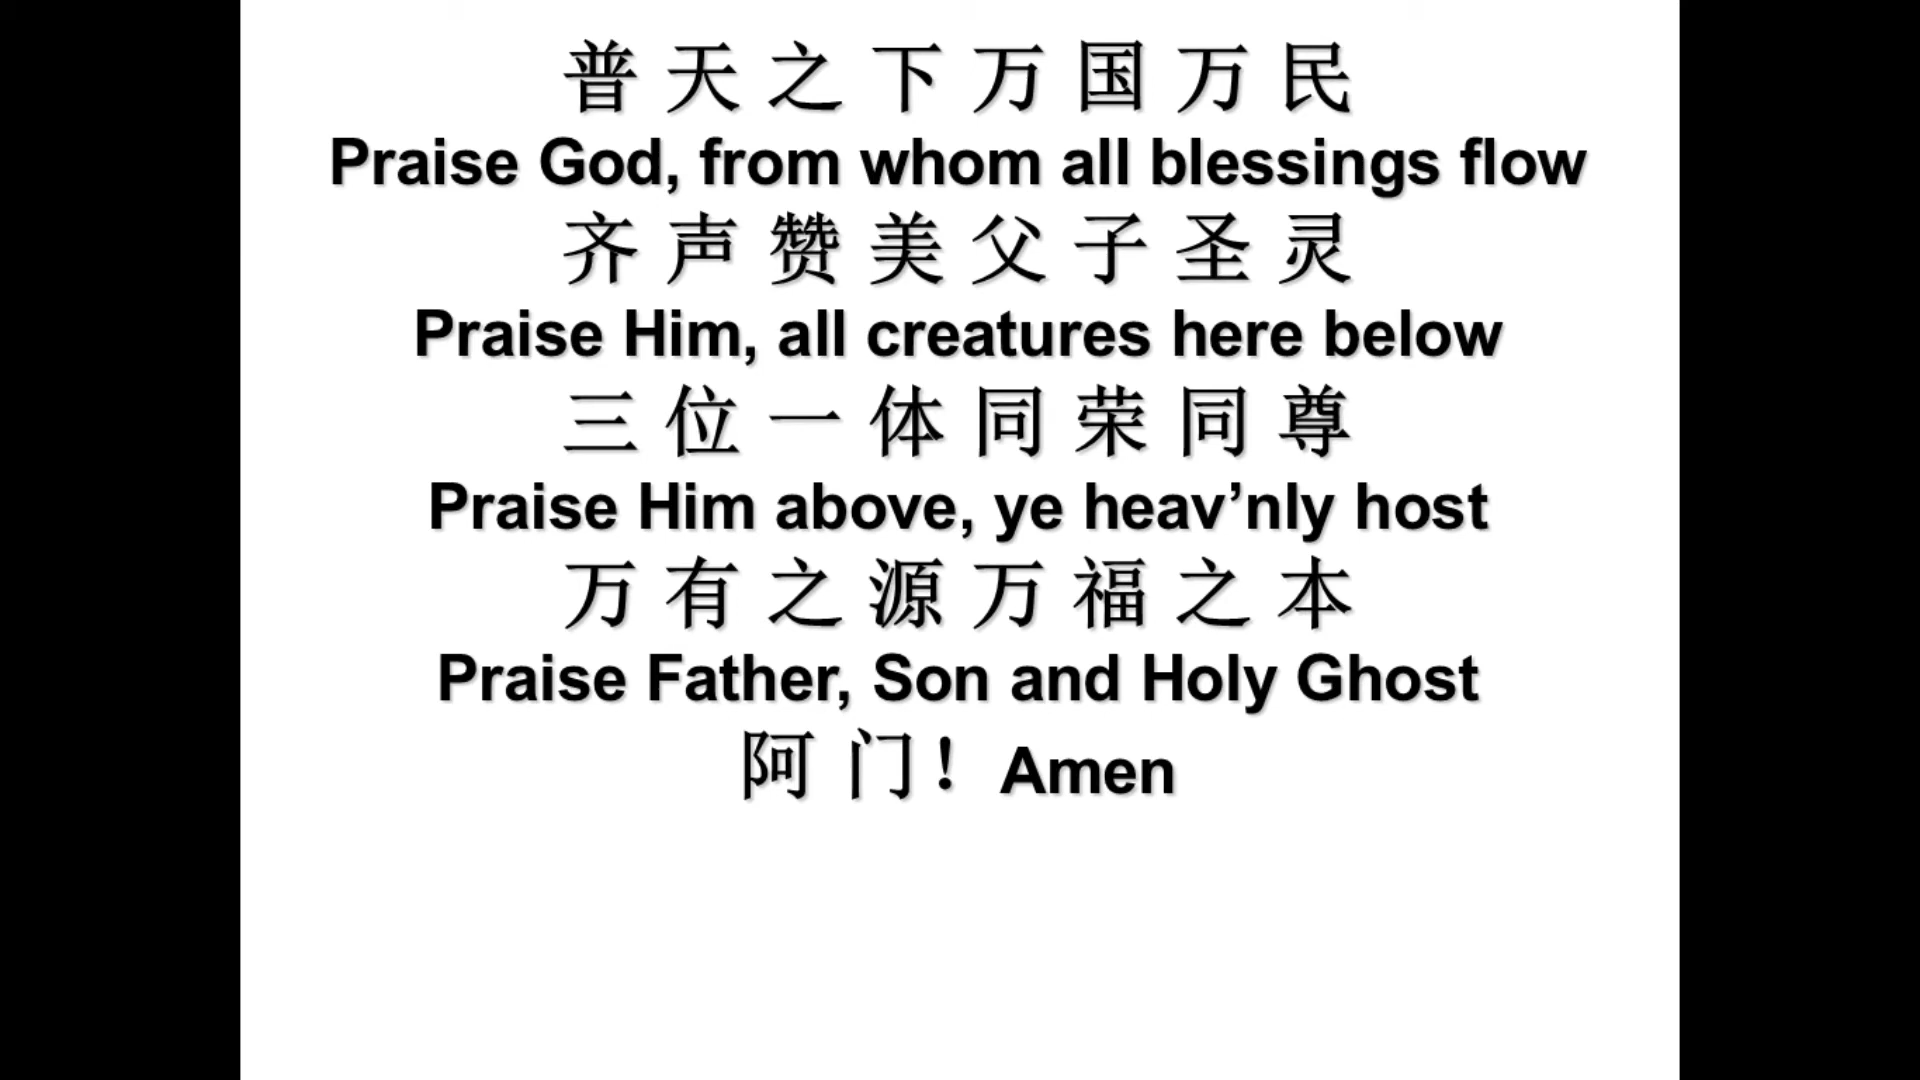 普天之下万国万民
Praise God, from whom all blessings flow
齐声赞美父子圣灵
Praise Him, all creatures here below
三位一体同荣同尊
Praise Him above, ye heav’nly host
万有之源万福之本
Praise Father, Son and Holy Ghost
阿门！Amen